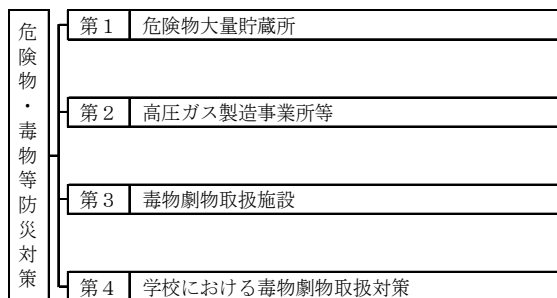 危険物・毒物等防災対策
第1 危険物大量貯蔵所
第2 高圧ガス製造事業所等
第3 毒物劇物取扱施設
第4 学校における毒物劇物取扱対策